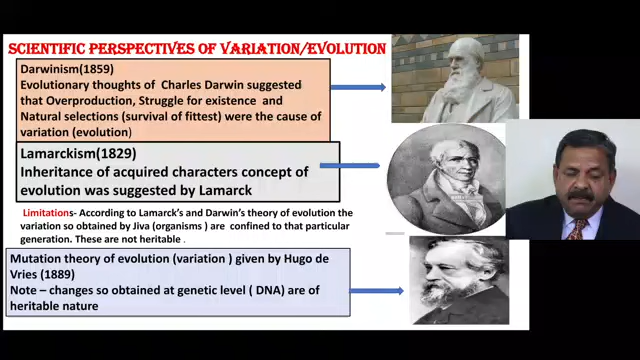 SCIENTIFIC PERSPECTIVES OF VARIATION/EVOLUTION
Darwinism(1859)
Evolutionary thoughts of Charles Darwin suggested
that Overproduction, Struggle for existence and
Natural selections (survival of fittest) were the cause of
variation (evolution)
Lamarckism(1829)
Inheritance of acquired characters concept of
evolution was suggested by Lamarck
Limitations- According to Lamarck's and Darwin's theory of evolution the
variation so obtained by Jiva (organisms ) are confined to that particular
generation. These are not heritable .
Mutation theory of evolution (variation ) given by Hugo de
Vries (1889)
Note – changes so obtained at genetic level ( DNA) are of
heritable nature